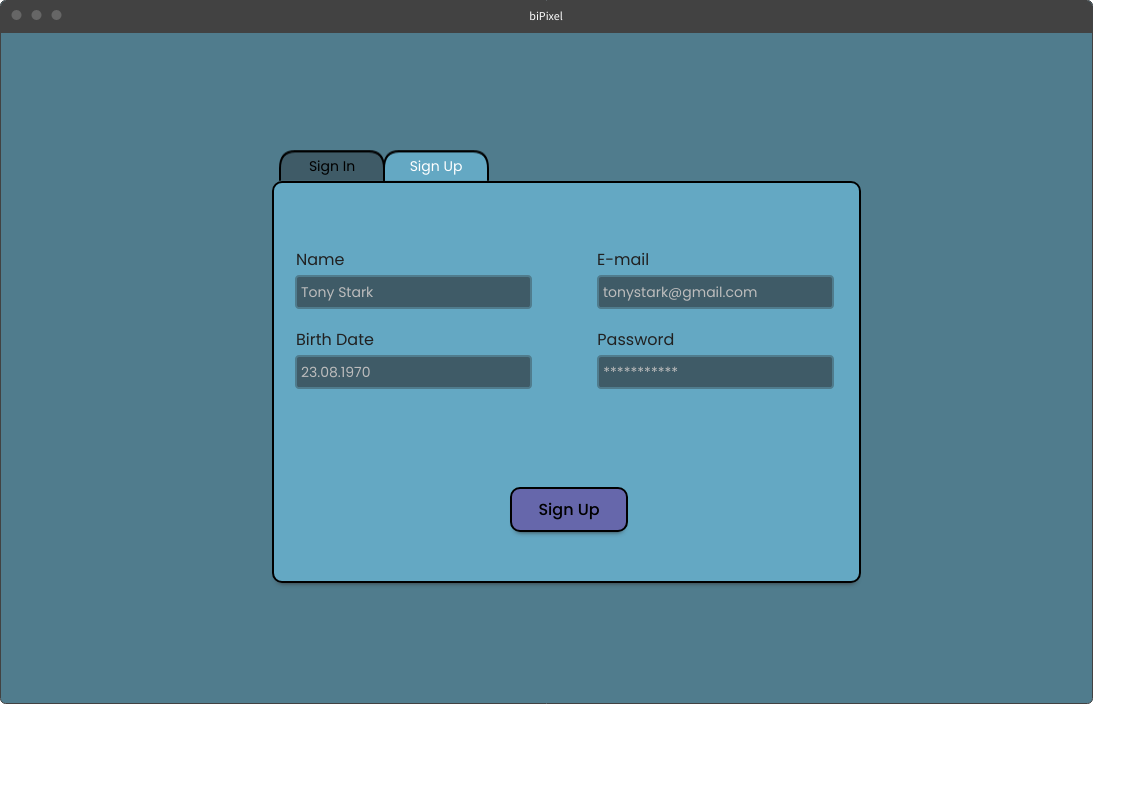 biPixel
Sign In Sign Up
Name E-mail
Tony Stark tonystark@gmail.com
Birth Date Password
23.08.1970 ***********
Sign Up